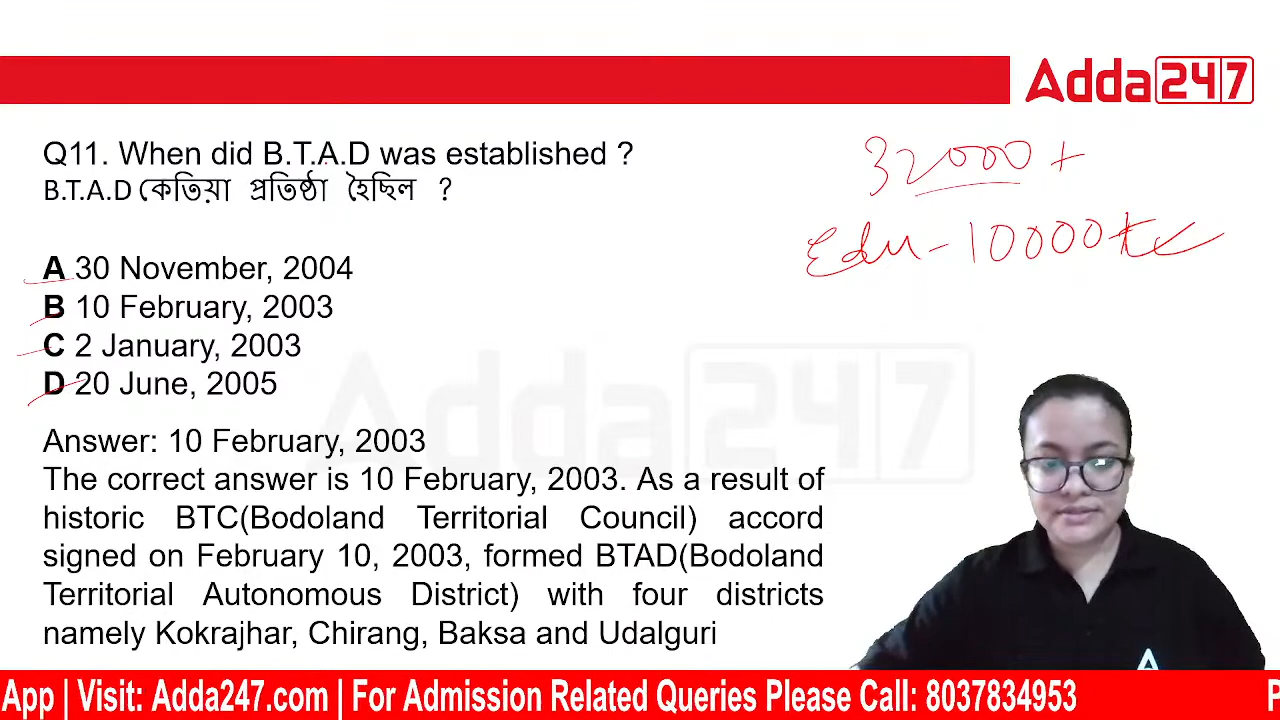 Adda247
Q11. When did B.T.A.D was established ?
B.T.A.D কেতিয়া প্ৰতিষ্ঠা হৈছিল ?
32000 +
Edu - 10000+
A 30 November, 2004
B 10 February, 2003
C 2 January, 2003
D 20 June, 2005
Adda247
Answer: 10 February, 2003
The correct answer is 10 February, 2003. As a result of
historic BTC(Bodoland Territorial Council) accord
signed on February 10, 2003, formed BTAD(Bodoland
Territorial Autonomous District) with four districts
namely Kokrajhar, Chirang, Baksa and Udalguri
App | Visit: Adda247.com | For Admission Related Queries Please Call: 8037834953